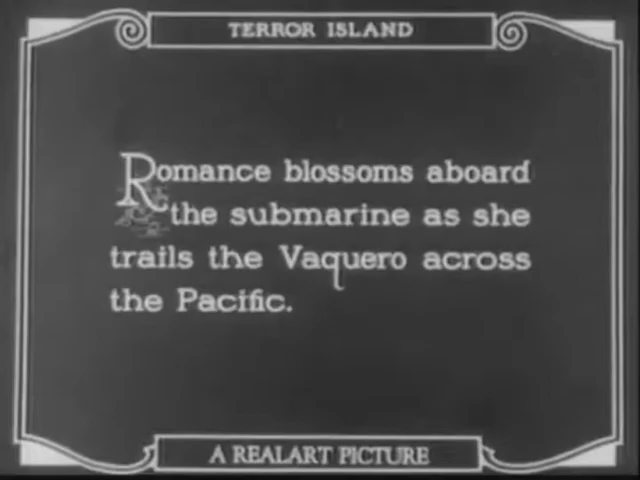 TERROR ISLAND
Romance blossoms aboard
the submarine as she
trails the Vaquero across
the Pacific.
A REALART PICTURE